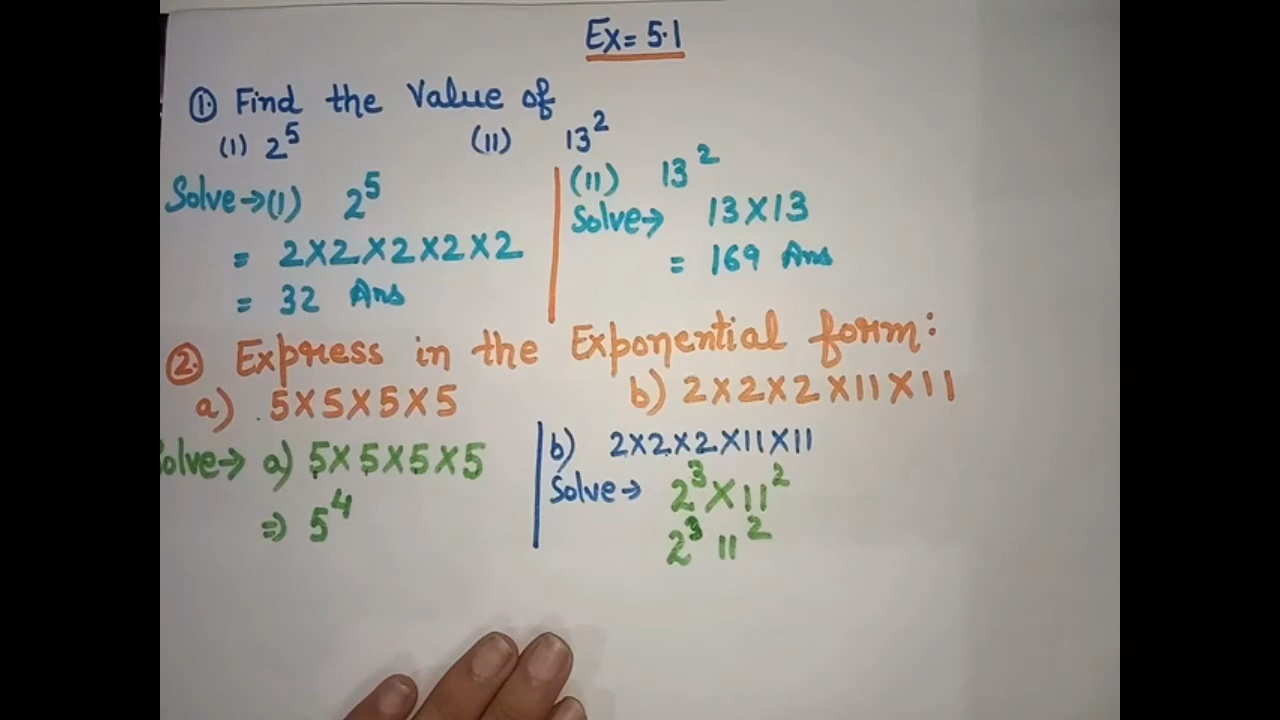 Ex = 5.1
① Find the Value of
(I) 2⁵ (II) 13²
Solve→(I) 2⁵
= 2×2×2×2×2
= 32 Ans
(II) 13²
Solve→ 13×13
= 169 Ans
② Express in the Exponential form:
a) 5×5×5×5 b) 2×2×2×11×11
Solve→ a) 5×5×5×5
⇒ 5⁴
b) 2×2×2×11×11
Solve→ 2³×11²
2³ 11²